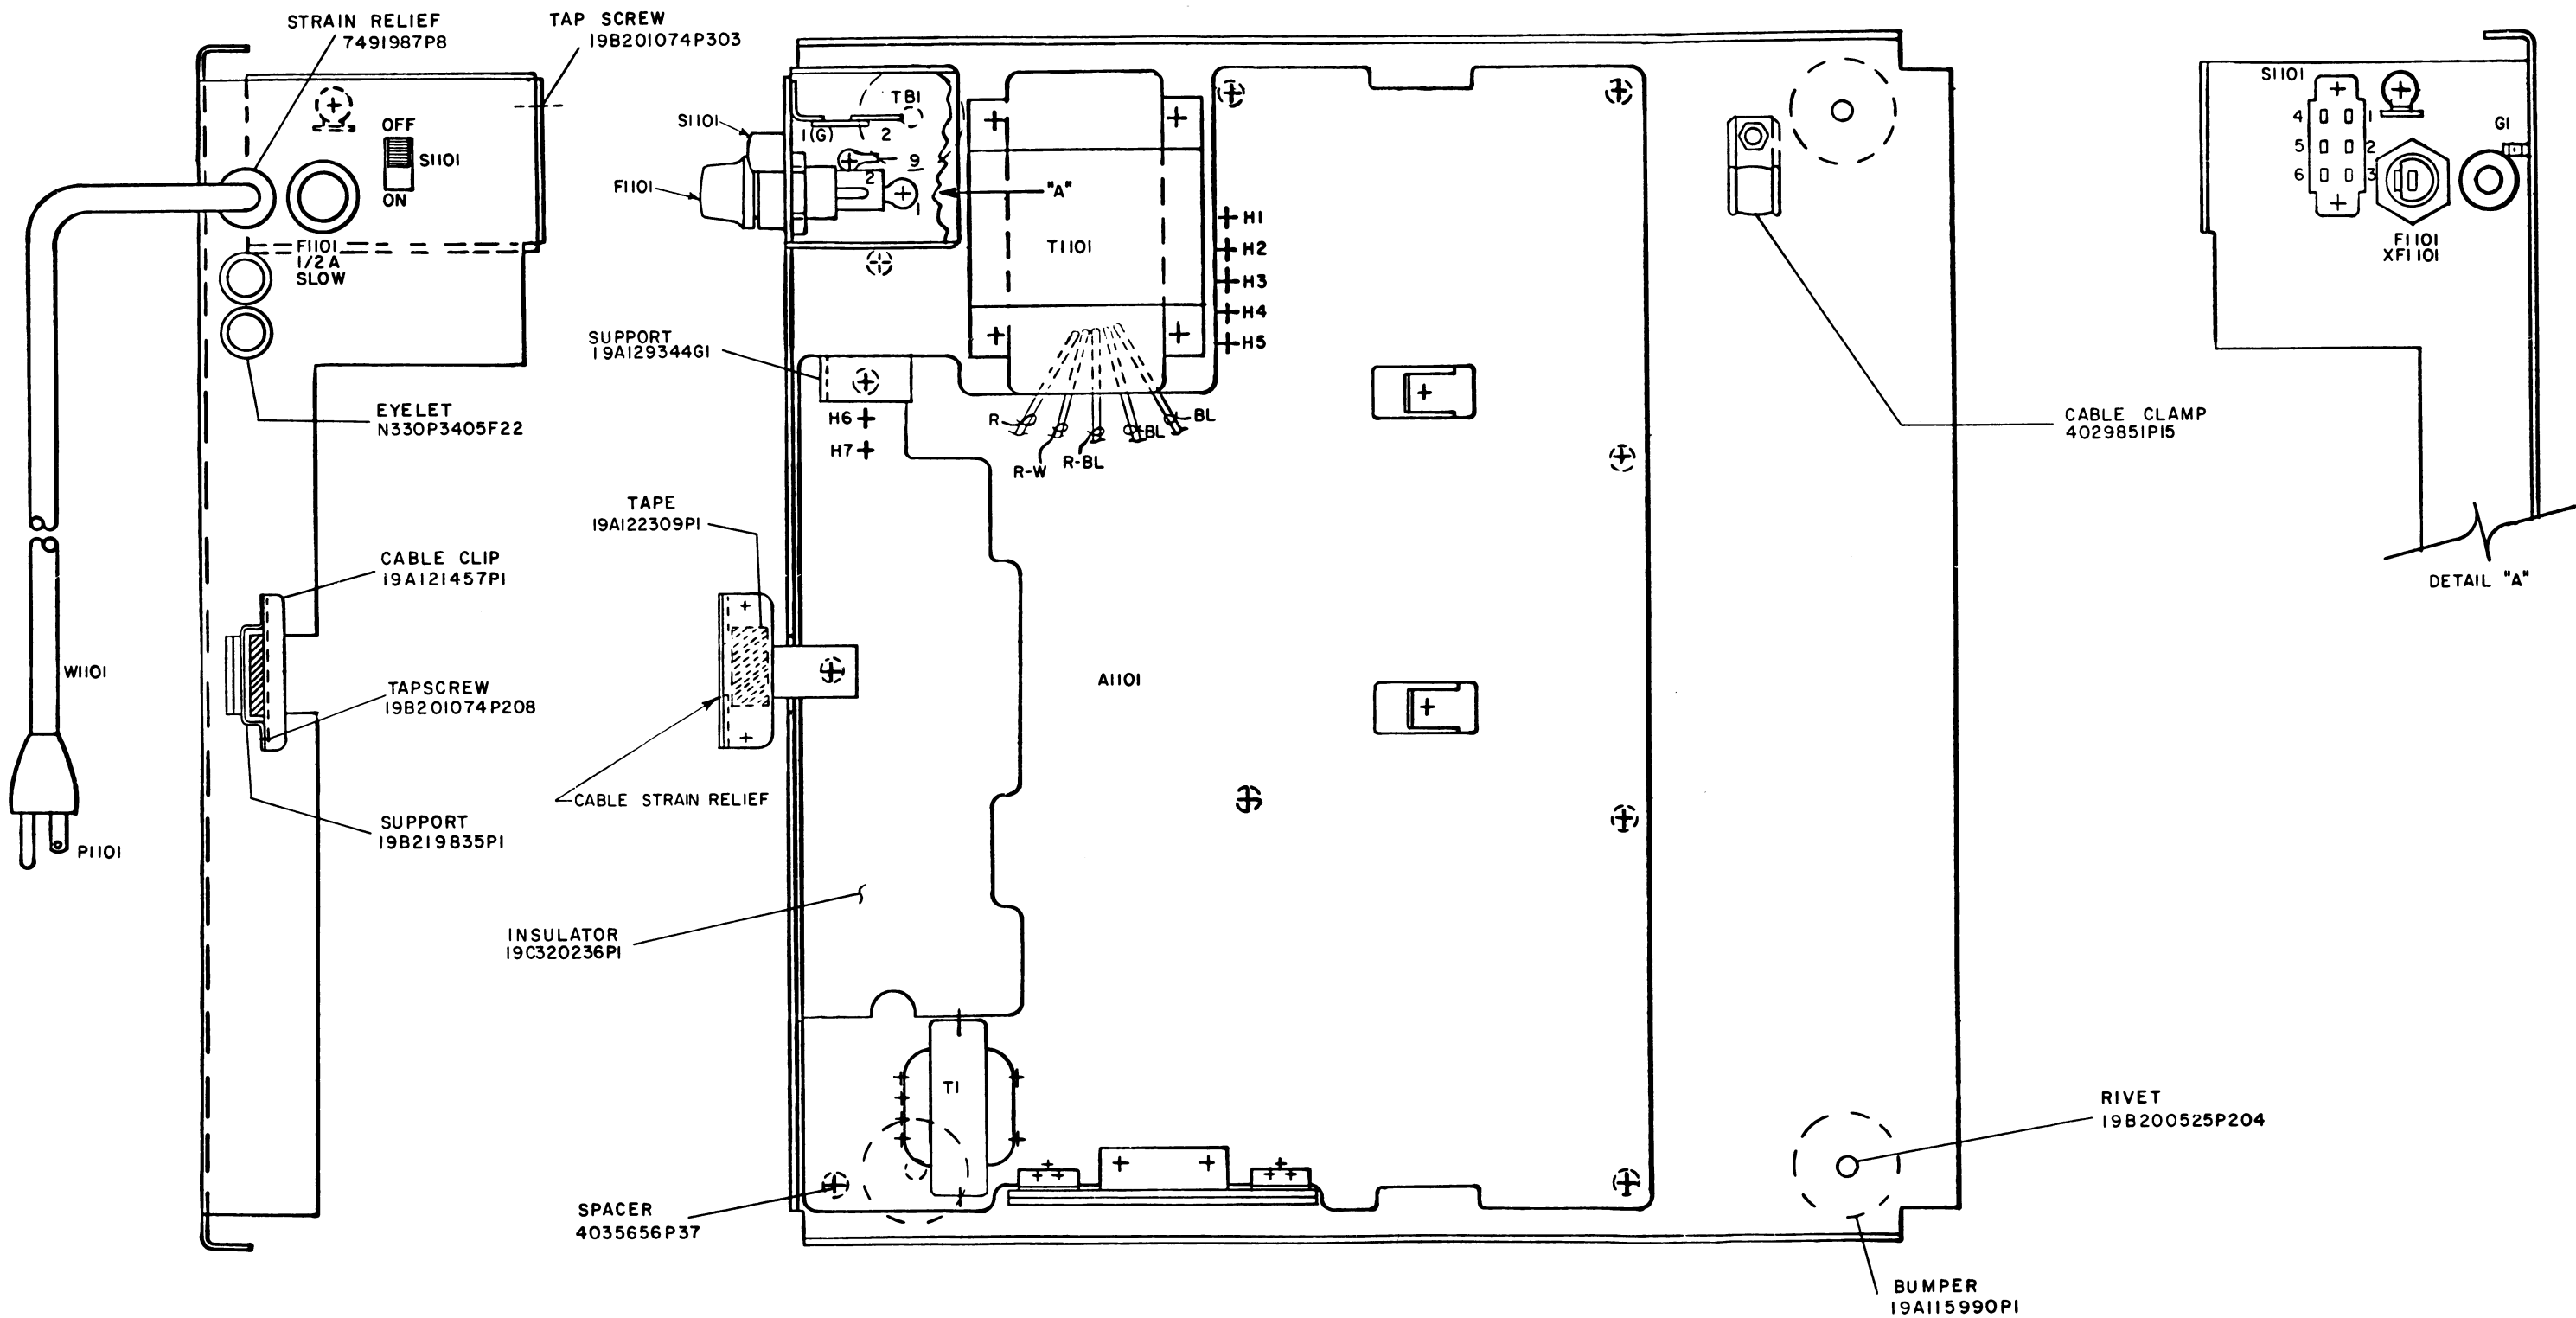 STRAIN RELIEF
7491987P8
TAP SCREW
19B201074P303
OFF
S1101
ON
F1101
1/2A
SLOW
EYELET
N330P3405F22
CABLE CLIP
19A121457P1
W1101
TAPSCREW
19B201074P208
SUPPORT
19B219835P1
P1101
S1101
F1101
TB1
1(G)
2
9
2
1
"A"
T1101
H1
H2
H3
H4
H5
SUPPORT
19A129344G1
H6
H7
R
R-W
R-BL
BL
BL
TAPE
19A122309P1
A1101
CABLE STRAIN RELIEF
INSULATOR
19C320236P1
T1
SPACER
4035656P37
CABLE CLAMP
4029851P15
RIVET
19B200525P204
BUMPER
19A115990P1
S1101
4
1
5
2
6
3
G1
F1101
XF1101
DETAIL "A"